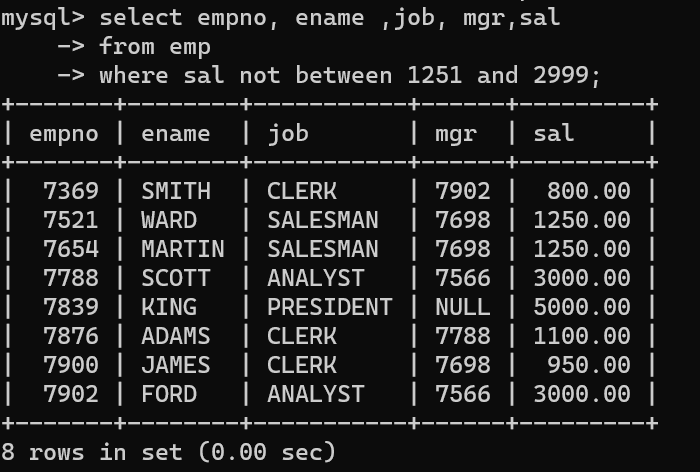 mysql> select empno, ename ,job, mgr,sal
    -> from emp
    -> where sal not between 1251 and 2999;
+-------+--------+-----------+------+---------+
| empno | ename  | job       | mgr  | sal     |
+-------+--------+-----------+------+---------+
|  7369 | SMITH  | CLERK     | 7902 |  800.00 |
|  7521 | WARD   | SALESMAN  | 7698 | 1250.00 |
|  7654 | MARTIN | SALESMAN  | 7698 | 1250.00 |
|  7788 | SCOTT  | ANALYST   | 7566 | 3000.00 |
|  7839 | KING   | PRESIDENT | NULL | 5000.00 |
|  7876 | ADAMS  | CLERK     | 7788 | 1100.00 |
|  7900 | JAMES  | CLERK     | 7698 |  950.00 |
|  7902 | FORD   | ANALYST   | 7566 | 3000.00 |
+-------+--------+-----------+------+---------+
8 rows in set (0.00 sec)